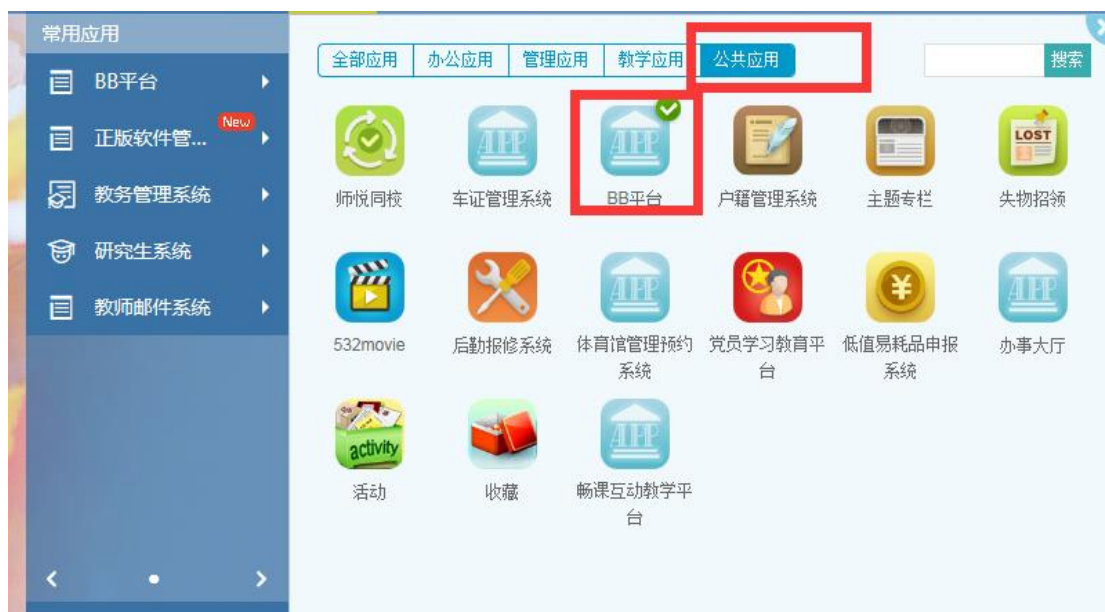 常用应用
BB平台
正版软件管...
New
教务管理系统
研究生系统
教师邮件系统
全部应用 办公应用 管理应用 教学应用 公共应用 搜索
APP APP LOST
师悦同校 车证管理系统 BB平台 户籍管理系统 主题专栏 失物招领
APP ¥ APP
532movie 后勤报修系统 体育馆管理预约 党员学习教育平 低值易耗品申报 办事大厅
系统 台 系统
activity APP
活动 收藏 畅课互动教学平
台